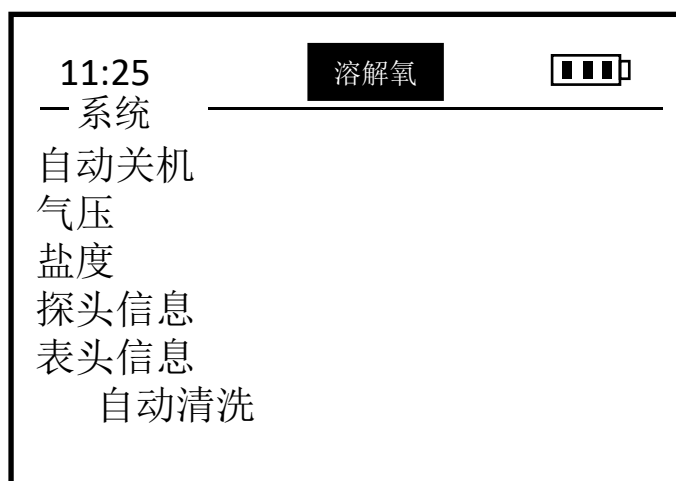 11:25 溶解氧
系统
自动关机
气压
盐度
探头信息
表头信息
自动清洗